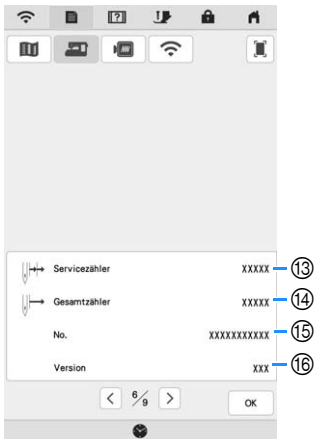 Servicezähler XXXXX ⑬
Gesamtzähler XXXXX ⑭
No. XXXXXXXXXXX ⑮
Version XXX ⑯
6/9 OK